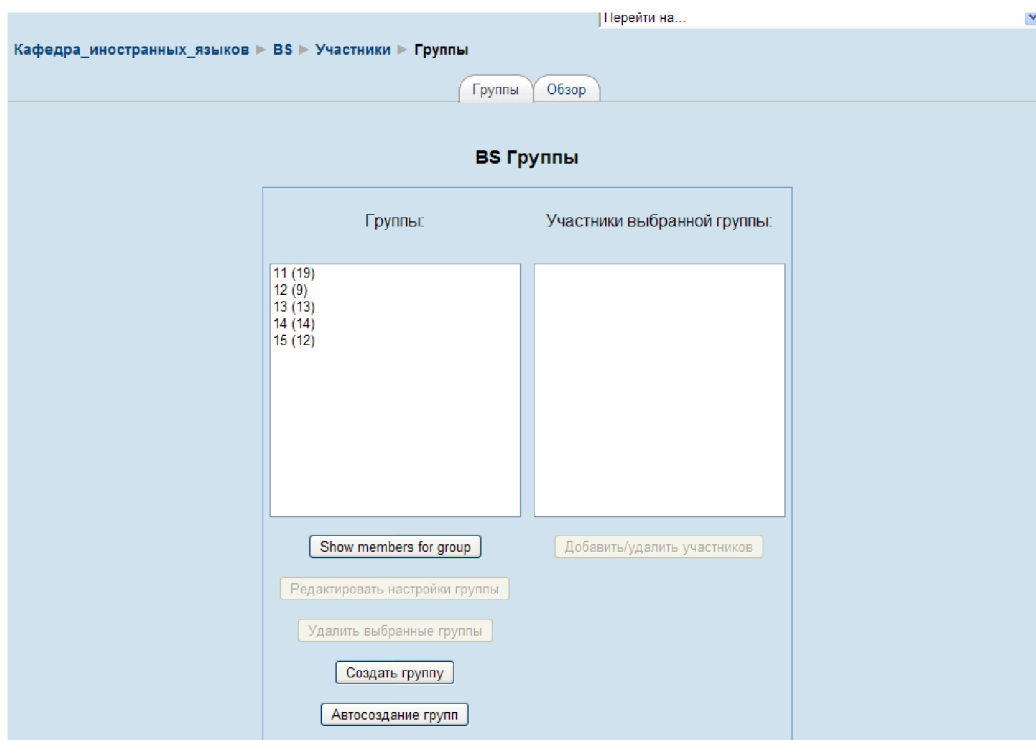 Перейти на...
Кафедра_иностранных_языков ► BS ► Участники ► Группы
Группы Обзор
BS Группы
Группы: Участники выбранной группы:
11 (19)
12 (9)
13 (13)
14 (14)
15 (12)
Show members for group Добавить/удалить участников
Редактировать настройки группы
Удалить выбранные группы
Создать группу
Автосоздание групп